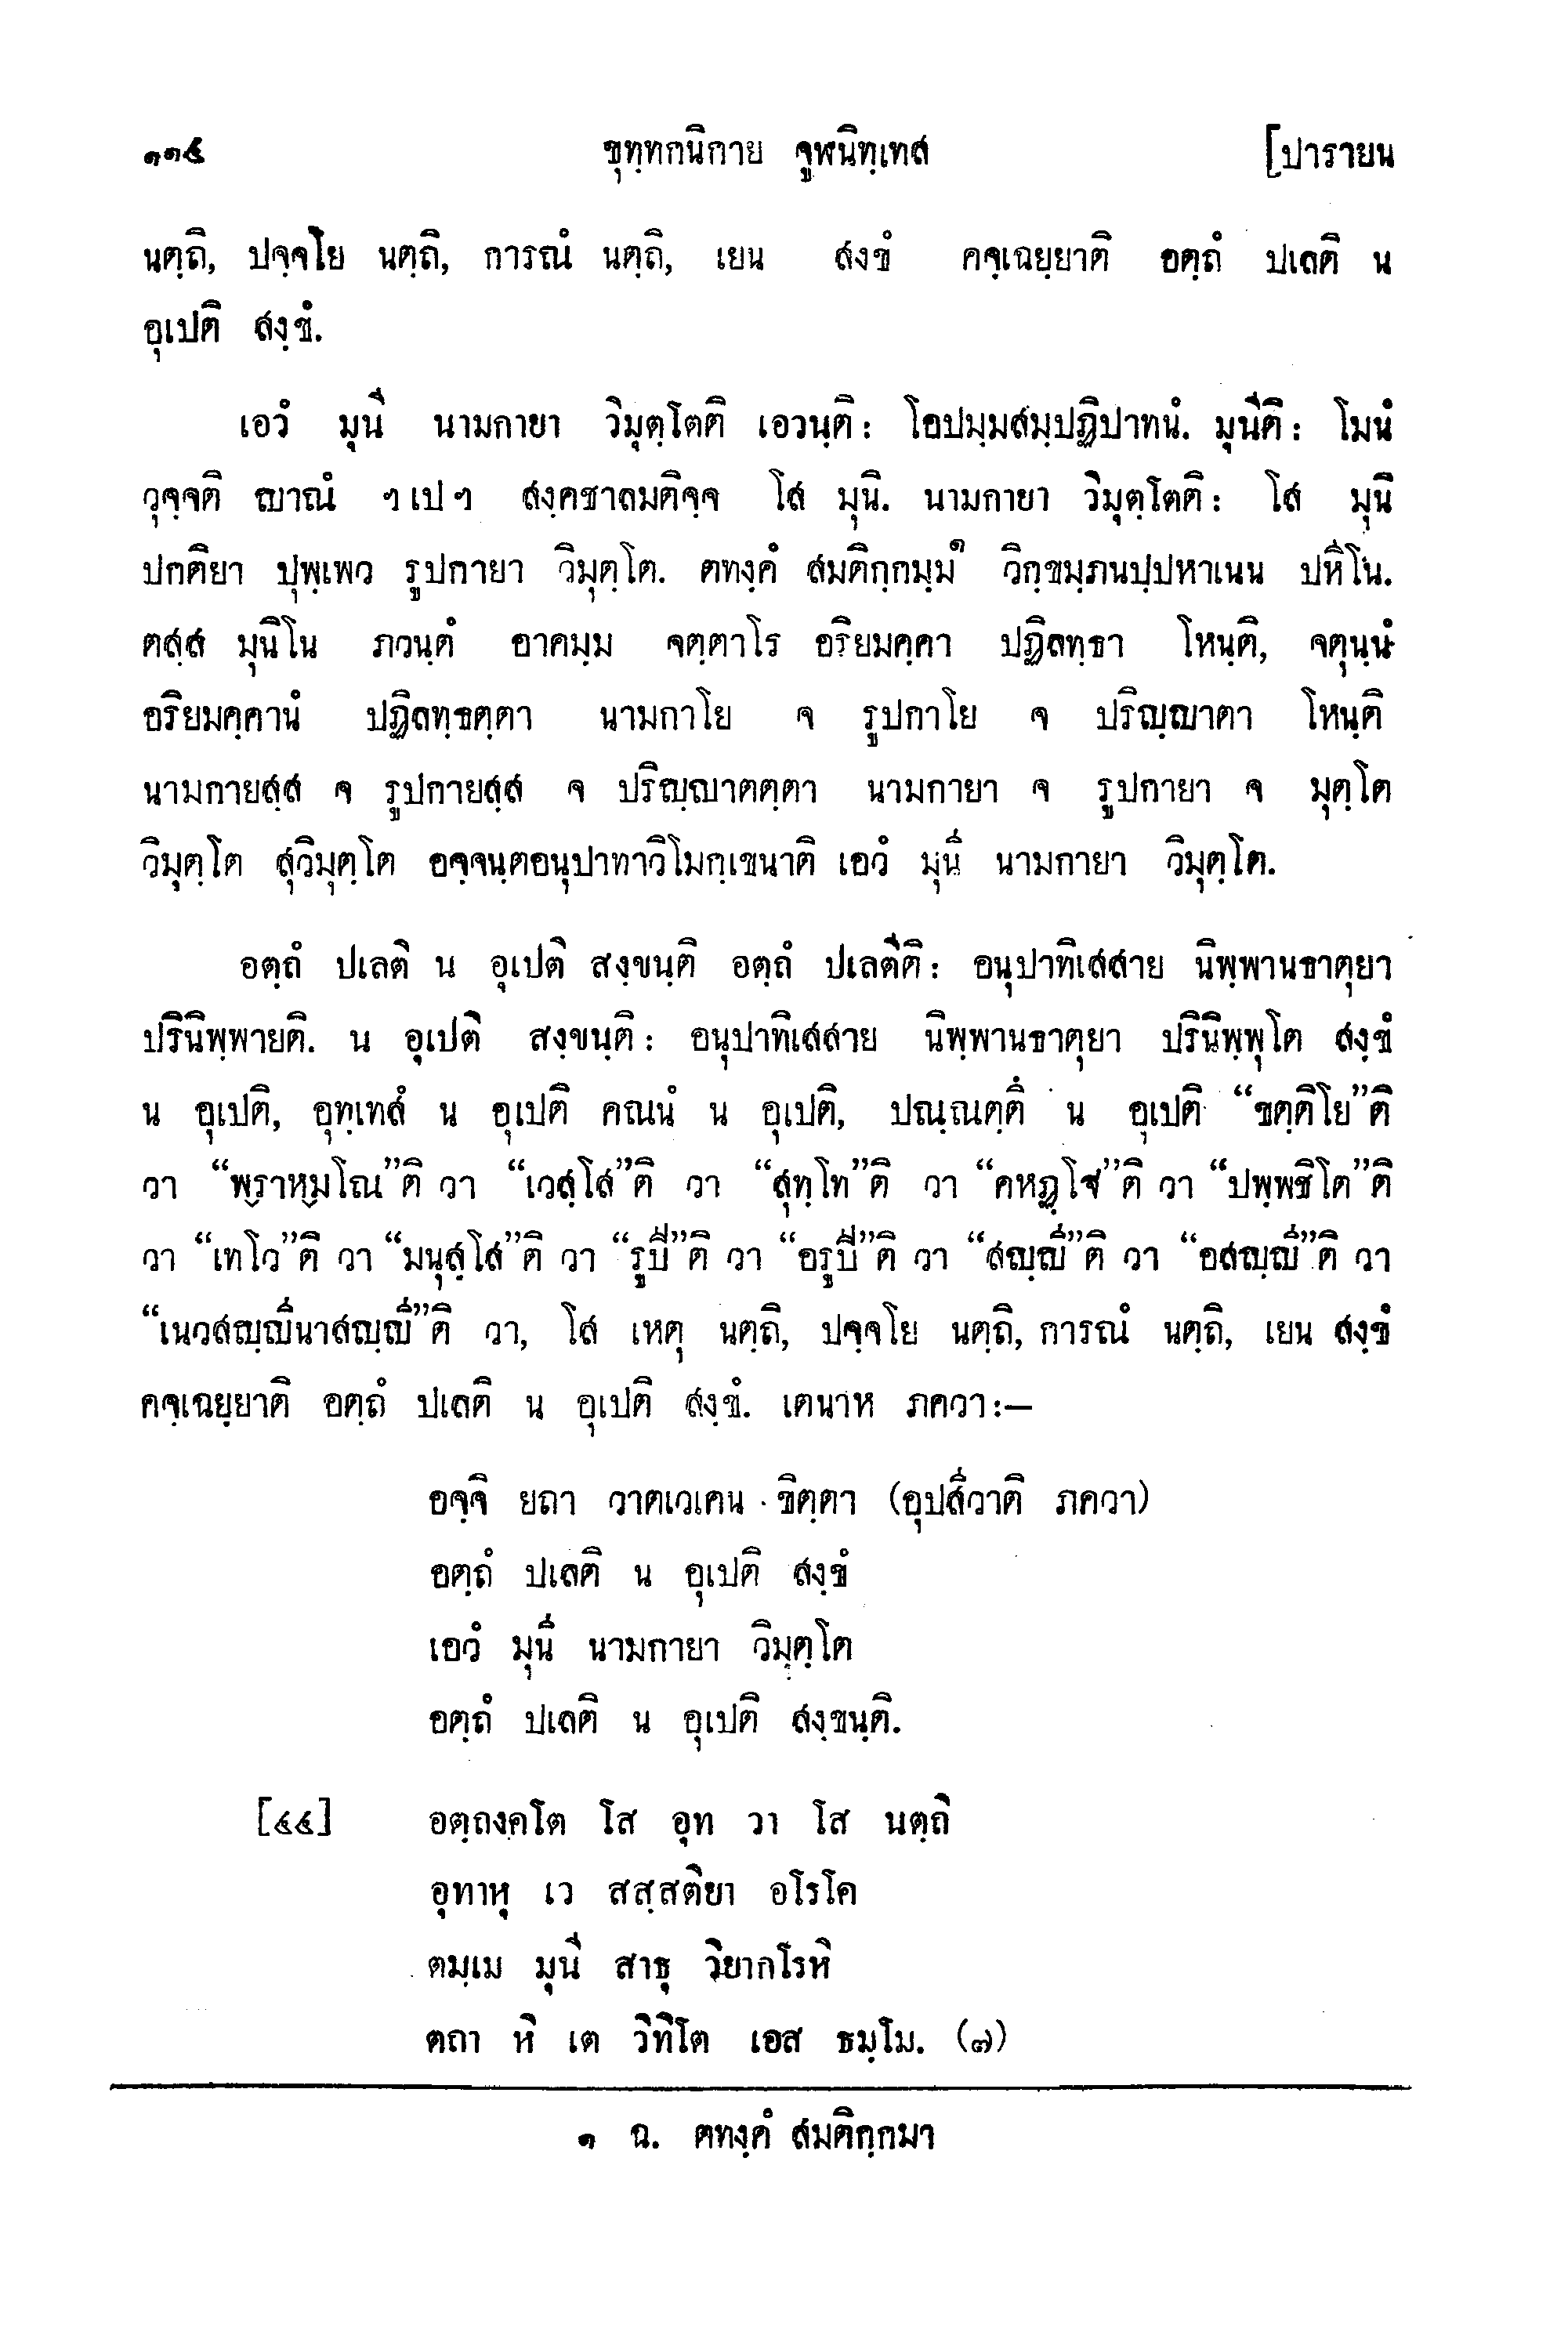 ๑๑๕ ขุทฺทกนิกาย จูฬนิทฺเทส [ปารายน
นตฺถิ, ปจฺจโย นตฺถิ, การณํ นตฺถิ, เยน สงขํ คจฺเฉยฺยาติ อตฺถํ ปเลติ น
อุเปติ สงฺขํ.
เอวํ มุนี นามกายา วิมุตฺโตติ เอวนฺติ: โอปมฺมสมฺปฏิปาทนํ. มุนีติ: โมนํ
วุจฺจติ ญาณํ ฯเปฯ สงฺคชาลมติจฺจ โส มุนิ. นามกายา วิมุตฺโตติ: โส มุนิ
ปกติยา ปุพฺเพว รูปกายา วิมุตฺโต. ตทงฺคํ สมติกฺกมฺม๑ วิกฺขมฺภนปฺปหาเนน ปหีโน.
ตสฺส มุนิโน ภวนฺตํ อาคมฺม จตฺตาโร อริยมคฺคา ปฏิลทฺธา โหนฺติ, จตุนฺนํ
อริยมคฺคานํ ปฏิลทฺธตฺตา นามกาโย จ รูปกาโย จ ปริญฺญาตา โหนฺติ
นามกายสฺส จ รูปกายสฺส จ ปริญฺญาตตฺตา นามกายา จ รูปกายา จ มุตฺโต
วิมุตฺโต สุวิมุตฺโต อจฺจนฺตอนุปาทาวิโมกฺเขนาติ เอวํ มุนี นามกายา วิมุตฺโต.
อตฺถํ ปเลติ น อุเปติ สงฺขนฺติ อตฺถํ ปเลตีติ: อนุปาทิเสสาย นิพฺพานธาตุยา
ปรินิพฺพายติ. น อุเปติ สงฺขนฺติ: อนุปาทิเสสาย นิพฺพานธาตุยา ปรินิพฺพุโต สงฺขํ
น อุเปติ, อุทฺเทสํ น อุเปติ คณนํ น อุเปติ, ปณฺณตฺตึ น อุเปติ “ขตฺติโย”ติ
วา “พฺราหฺมโณ”ติ วา “เวสฺโส”ติ วา “สุทฺโท”ติ วา “คหฏฺโฐ”ติ วา “ปพฺพชิโต”ติ
วา “เทโว”ติ วา “มนุสฺโส”ติ วา “รูปี”ติ วา “อรูปี”ติ วา “สญฺญี”ติ วา “อสญฺญี”ติ วา
“เนวสญฺญีนาสญฺญี”ติ วา, โส เหตุ นตฺถิ, ปจฺจโย นตฺถิ, การณํ นตฺถิ, เยน สงฺขํ
คจฺเฉยฺยาติ อตฺถํ ปเลติ น อุเปติ สงฺขํ. เตนาห ภควา:—
อจฺจิ ยถา วาตเวเคน ขิตฺตา (อุปสีวาติ ภควา)
อตฺถํ ปเลติ น อุเปติ สงฺขํ
เอวํ มุนี นามกายา วิมุตฺโต
อตฺถํ ปเลติ น อุเปติ สงฺขนฺติ.
[๔๔] อตฺถงฺคโต โส อุท วา โส นตฺถิ
อุทาหุ เว สสฺสติยา อโรโค
ตมฺเม มุนี สาธุ วิยากโรหิ
ตถา หิ เต วิทิโต เอส ธมฺโม. (๗)
๑ ฉ. ตทงฺคํ สมติกฺกมา